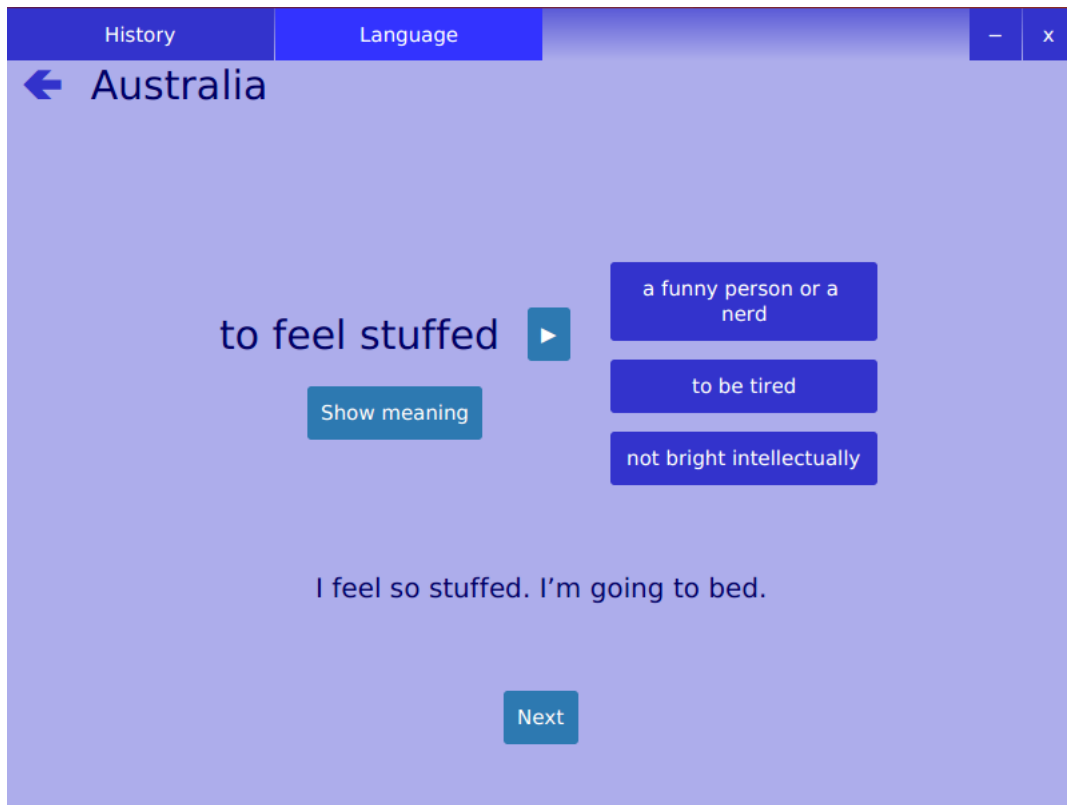 History Language – x
Australia
to feel stuffed
Show meaning
a funny person or a
nerd
to be tired
not bright intellectually
I feel so stuffed. I’m going to bed.
Next